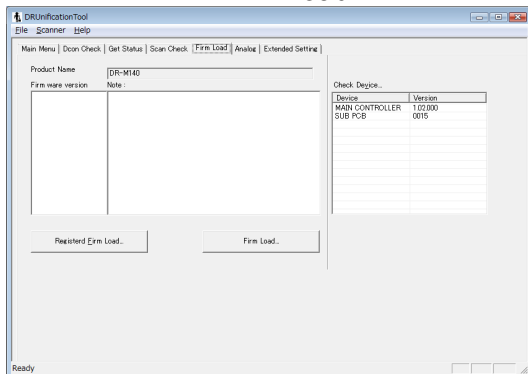 DRUnificationTool
File Scanner Help
Main Menu Dcon Check Get Status Scan Check Firm Load Analog Extended Setting
Product Name DR-M140
Firm ware version Note :
Check Device...
Device Version
MAIN CONTROLLER 1.02.000
SUB PCB 0015
Registerd Firm Load... Firm Load...
Ready